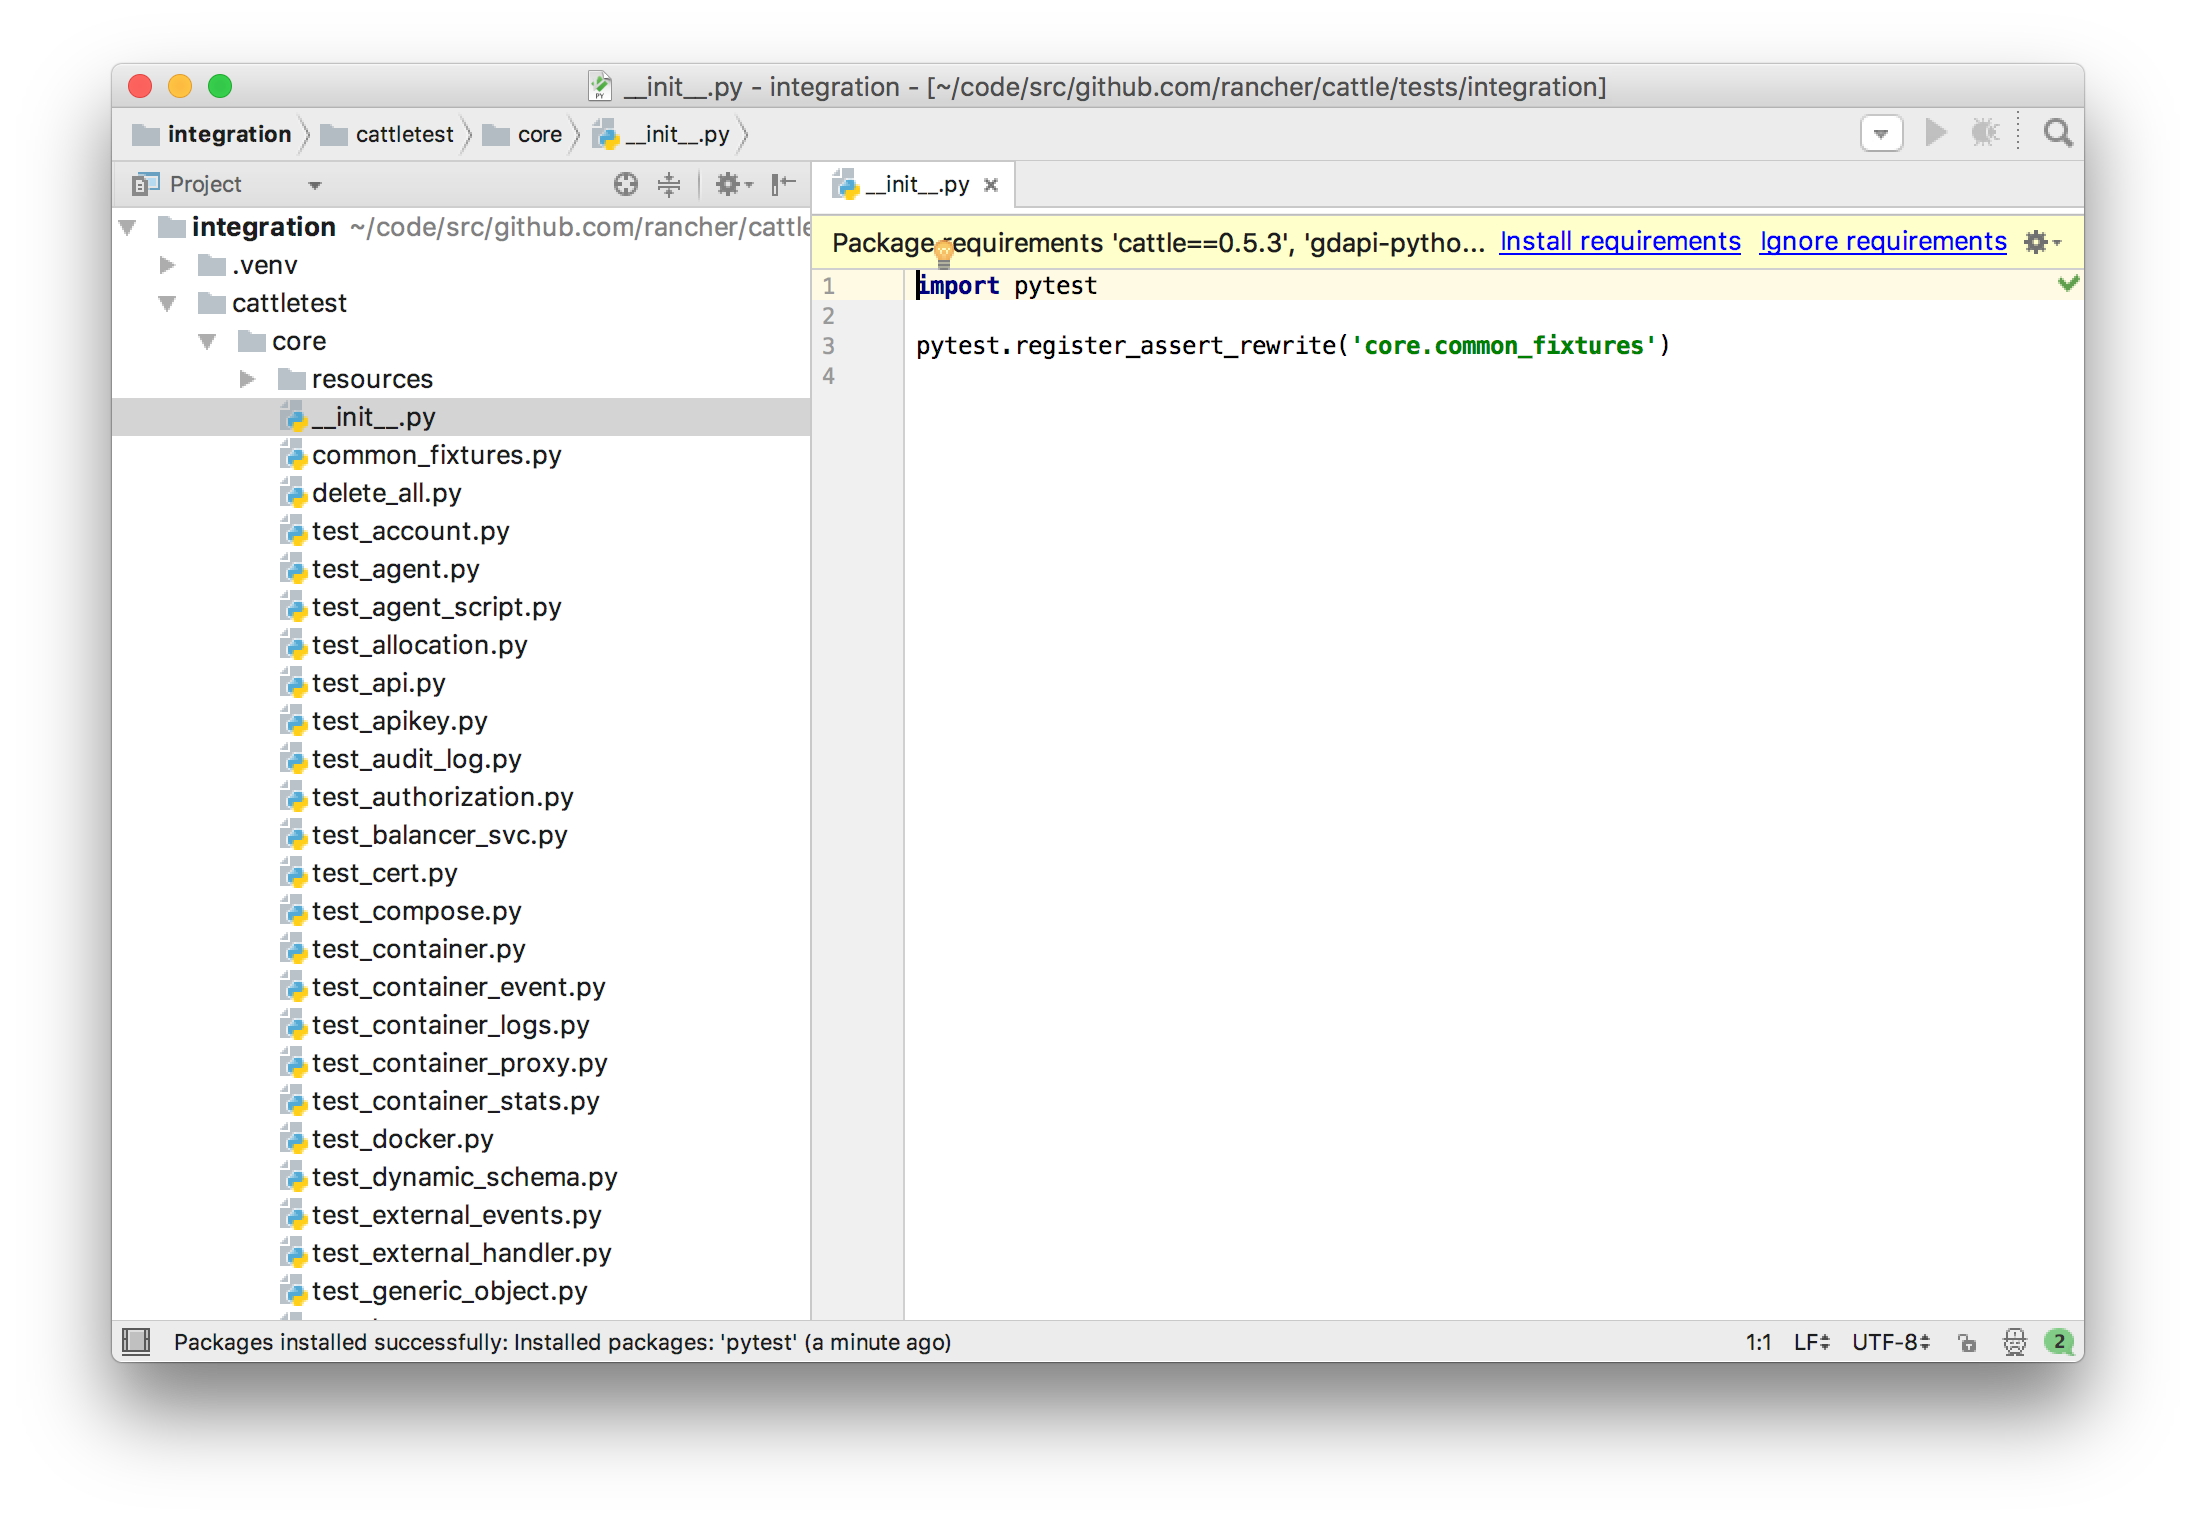 __init__.py - integration - [~/code/src/github.com/rancher/cattle/tests/integration]
integration cattletest core __init__.py
Project
__init__.py
integration ~/code/src/github.com/rancher/cattle
.venv
cattletest
core
resources
__init__.py
common_fixtures.py
delete_all.py
test_account.py
test_agent.py
test_agent_script.py
test_allocation.py
test_api.py
test_apikey.py
test_audit_log.py
test_authorization.py
test_balancer_svc.py
test_cert.py
test_compose.py
test_container.py
test_container_event.py
test_container_logs.py
test_container_proxy.py
test_container_stats.py
test_docker.py
test_dynamic_schema.py
test_external_events.py
test_external_handler.py
test_generic_object.py
Package requirements 'cattle==0.5.3', 'gdapi-pytho... Install requirements Ignore requirements
1 import pytest
2
3 pytest.register_assert_rewrite('core.common_fixtures')
4
Packages installed successfully: Installed packages: 'pytest' (a minute ago) 1:1 LF UTF-8 2